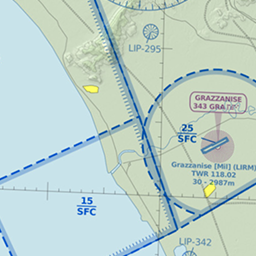 LIP-295
GRAZZANISE
343 GRA
25
SFC
Grazzanise [Mil] (LIRM)
TWR 118.02
30 - 2987m
15
SFC
LIP-342